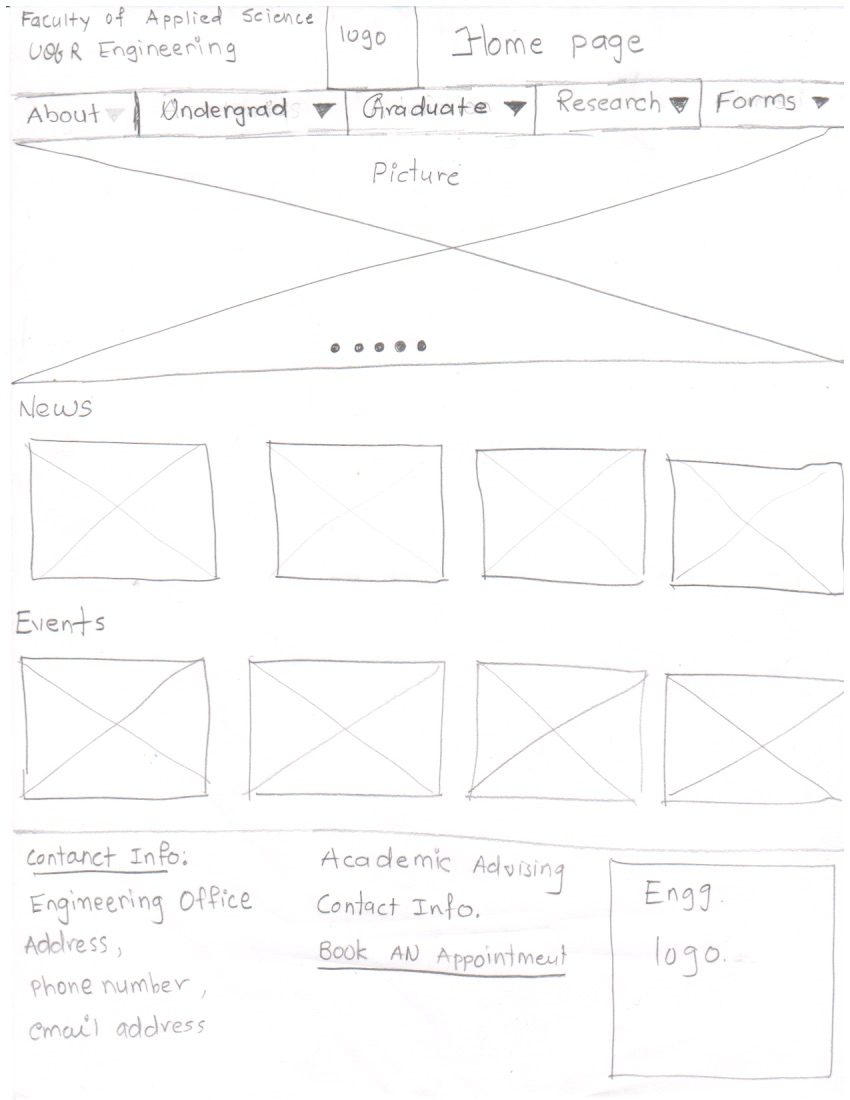 Faculty of Applied Science
UOfR Engineering
logo
Home page
About
Undergrad
Graduate
Research
Forms
Picture
News
Events
Contanct Info:
Engineering Office
Address,
Phone number,
email address
Academic Advising
Contact Info.
Book AN Appointment
Engg.
logo.